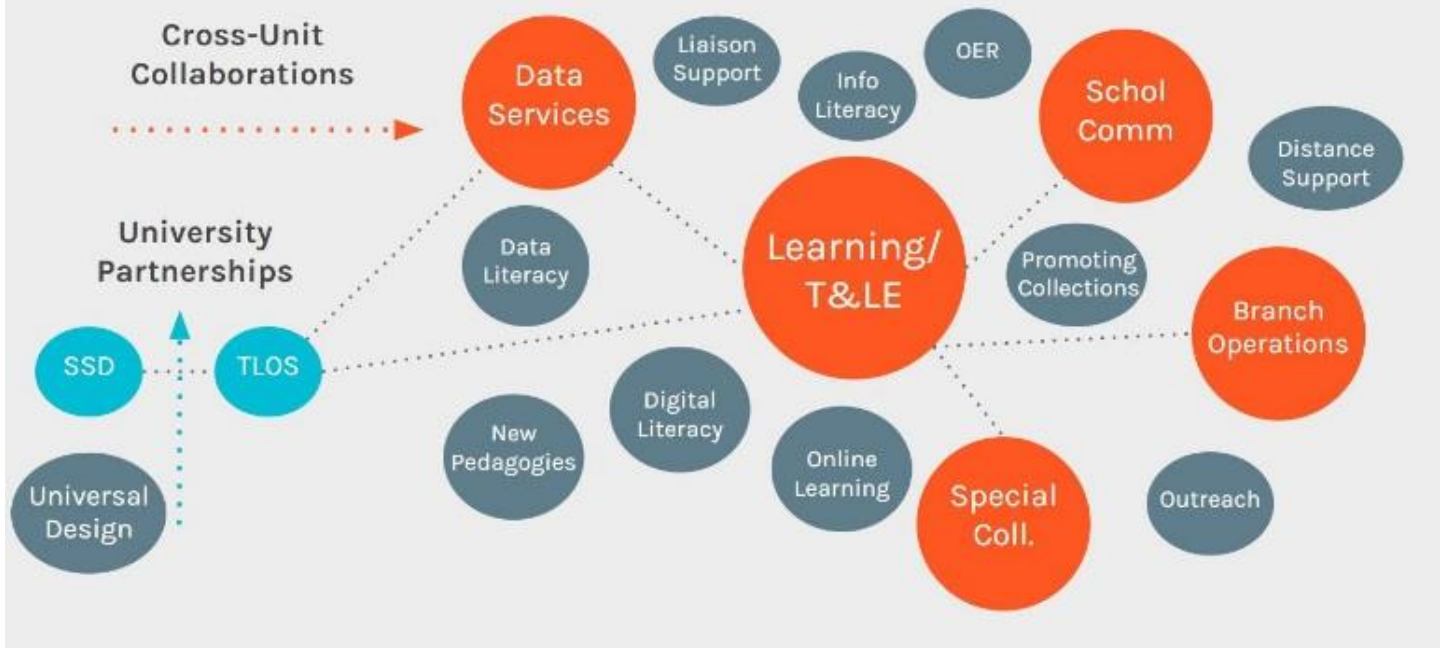 Cross-Unit
Collaborations
Data
Services
Liaison
Support
Info
Literacy
OER
Schol
Comm
Distance
Support
University
Partnerships
Data
Literacy
Learning/
T&LE
Promoting
Collections
Branch
Operations
SSD
TLOS
New
Pedagogies
Digital
Literacy
Online
Learning
Special
Coll.
Outreach
Universal
Design